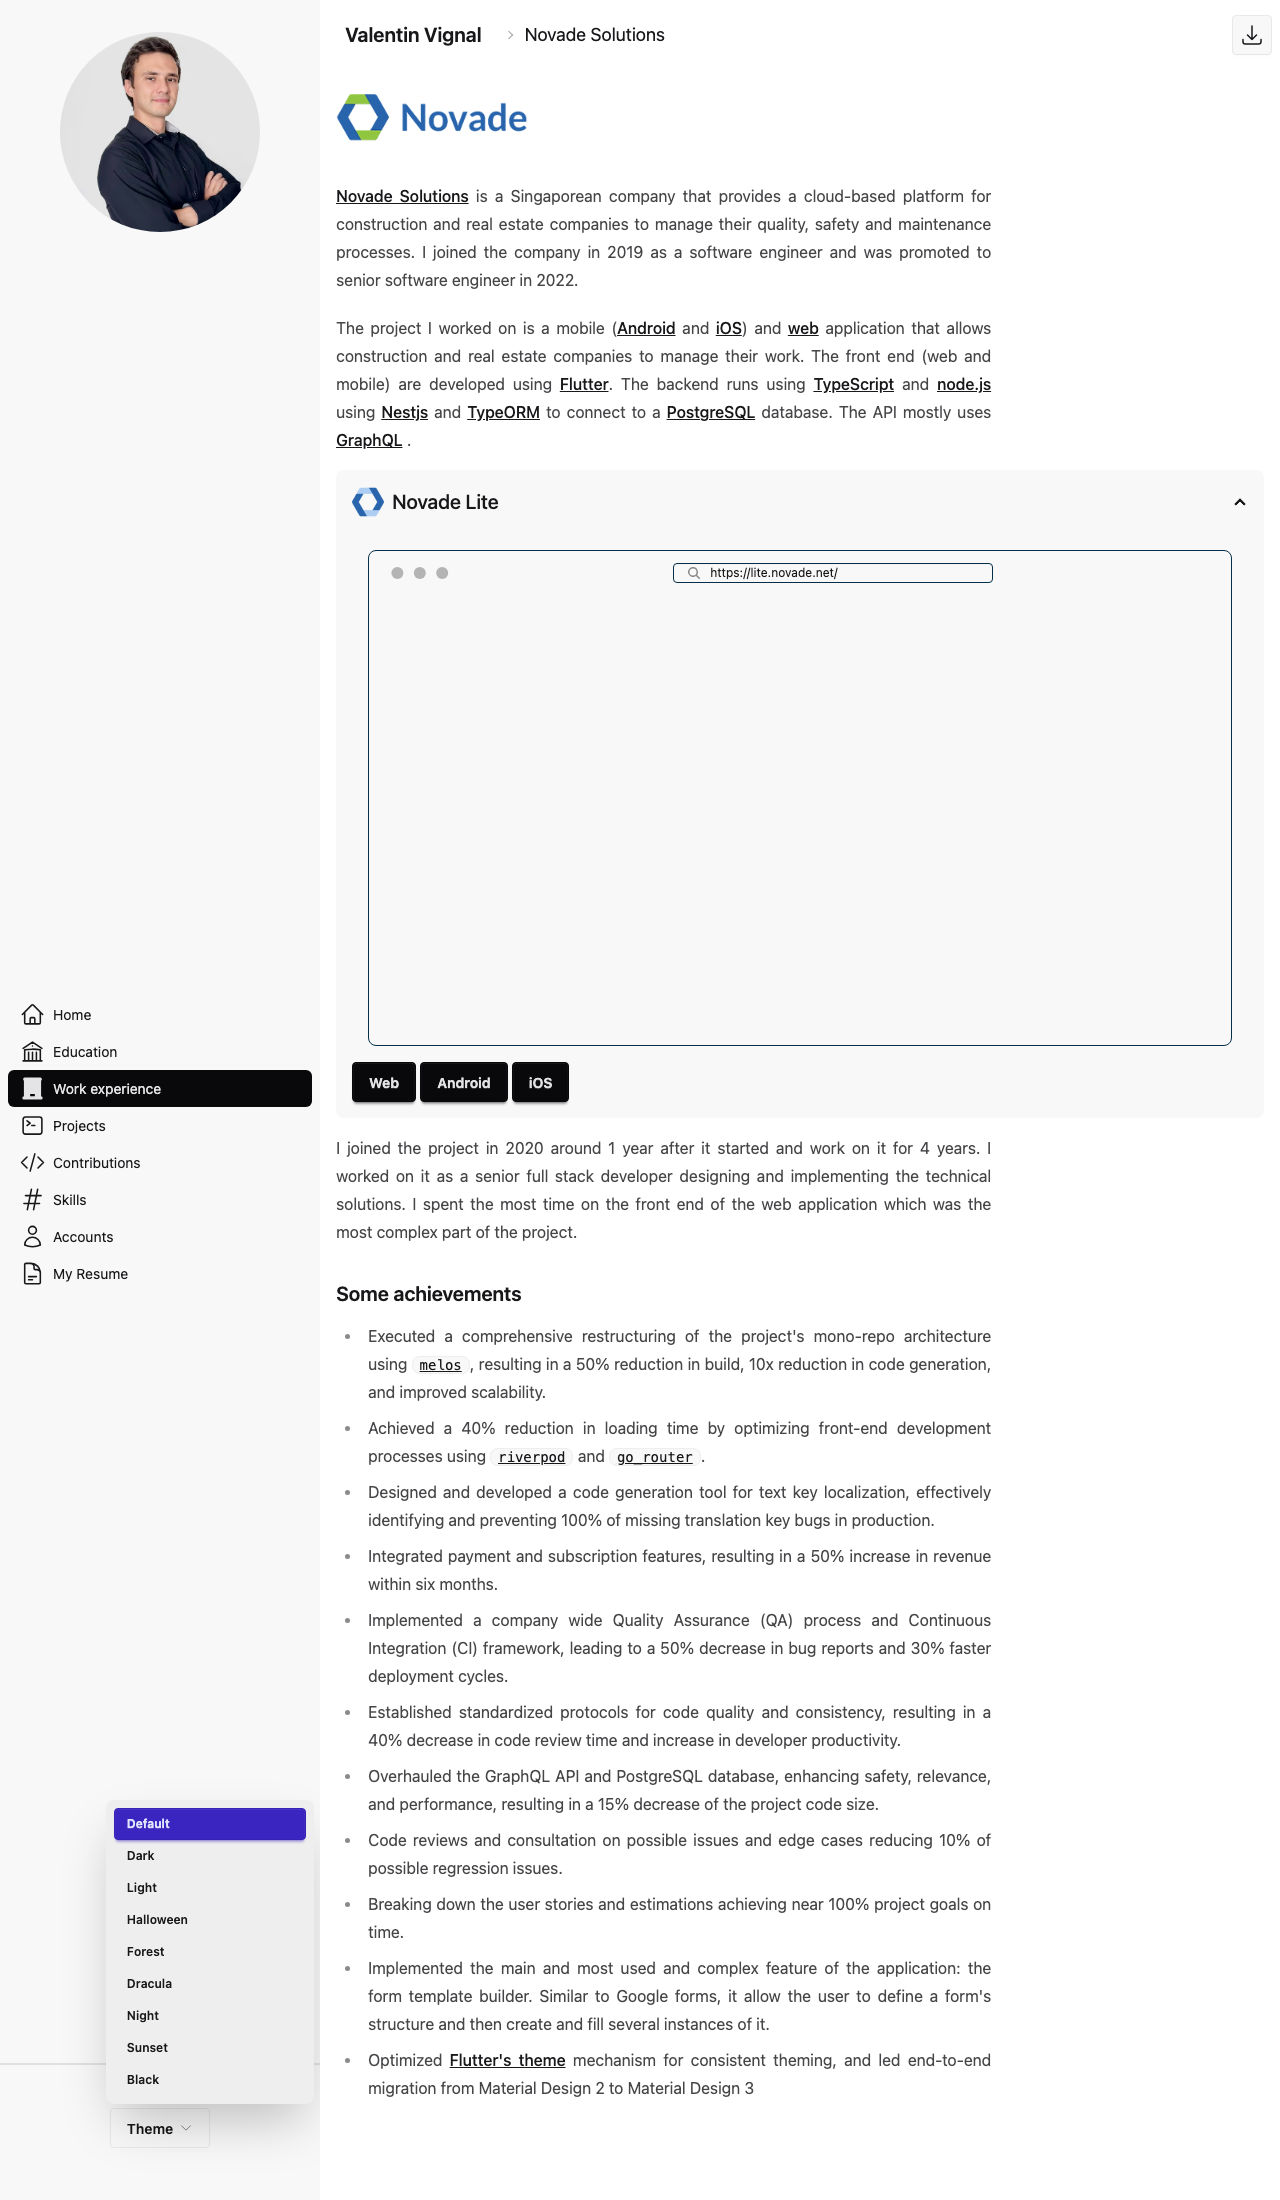 Valentin Vignal
Novade Solutions
Novade
Novade Solutions is a Singaporean company that provides a cloud-based platform for
construction and real estate companies to manage their quality, safety and maintenance
processes. I joined the company in 2019 as a software engineer and was promoted to
senior software engineer in 2022.
The project I worked on is a mobile (Android and iOS) and web application that allows
construction and real estate companies to manage their work. The front end (web and
mobile) are developed using Flutter. The backend runs using TypeScript and node.js
using Nestjs and TypeORM to connect to a PostgreSQL database. The API mostly uses
GraphQL .
Novade Lite
https://lite.novade.net/
Web
Android
iOS
I joined the project in 2020 around 1 year after it started and work on it for 4 years. I
worked on it as a senior full stack developer designing and implementing the technical
solutions. I spent the most time on the front end of the web application which was the
most complex part of the project.
Some achievements
Executed a comprehensive restructuring of the project's mono-repo architecture
using melos, resulting in a 50% reduction in build, 10x reduction in code generation,
and improved scalability.
Achieved a 40% reduction in loading time by optimizing front-end development
processes using riverpod and go_router.
Designed and developed a code generation tool for text key localization, effectively
identifying and preventing 100% of missing translation key bugs in production.
Integrated payment and subscription features, resulting in a 50% increase in revenue
within six months.
Implemented a company wide Quality Assurance (QA) process and Continuous
Integration (CI) framework, leading to a 50% decrease in bug reports and 30% faster
deployment cycles.
Established standardized protocols for code quality and consistency, resulting in a
40% decrease in code review time and increase in developer productivity.
Overhauled the GraphQL API and PostgreSQL database, enhancing safety, relevance,
and performance, resulting in a 15% decrease of the project code size.
Code reviews and consultation on possible issues and edge cases reducing 10% of
possible regression issues.
Breaking down the user stories and estimations achieving near 100% project goals on
time.
Implemented the main and most used and complex feature of the application: the
form template builder. Similar to Google forms, it allow the user to define a form's
structure and then create and fill several instances of it.
Optimized Flutter's theme mechanism for consistent theming, and led end-to-end
migration from Material Design 2 to Material Design 3
Home
Education
Work experience
Projects
Contributions
Skills
Accounts
My Resume
Default
Dark
Light
Halloween
Forest
Dracula
Night
Sunset
Black
Theme